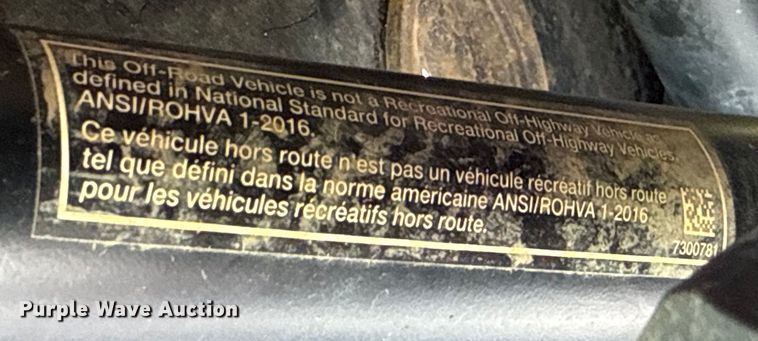 This Off-Road Vehicle is not a Recreational Off-Highway Vehicle as
defined in National Standard for Recreational Off-Highway Vehicles,
ANSI/ROHVA 1-2016.
Ce véhicule hors route n'est pas un véhicule récréatif hors route
tel que défini dans la norme américaine ANSI/ROHVA 1-2016
pour les véhicules récréatifs hors route.
730078
Purple Wave Auction